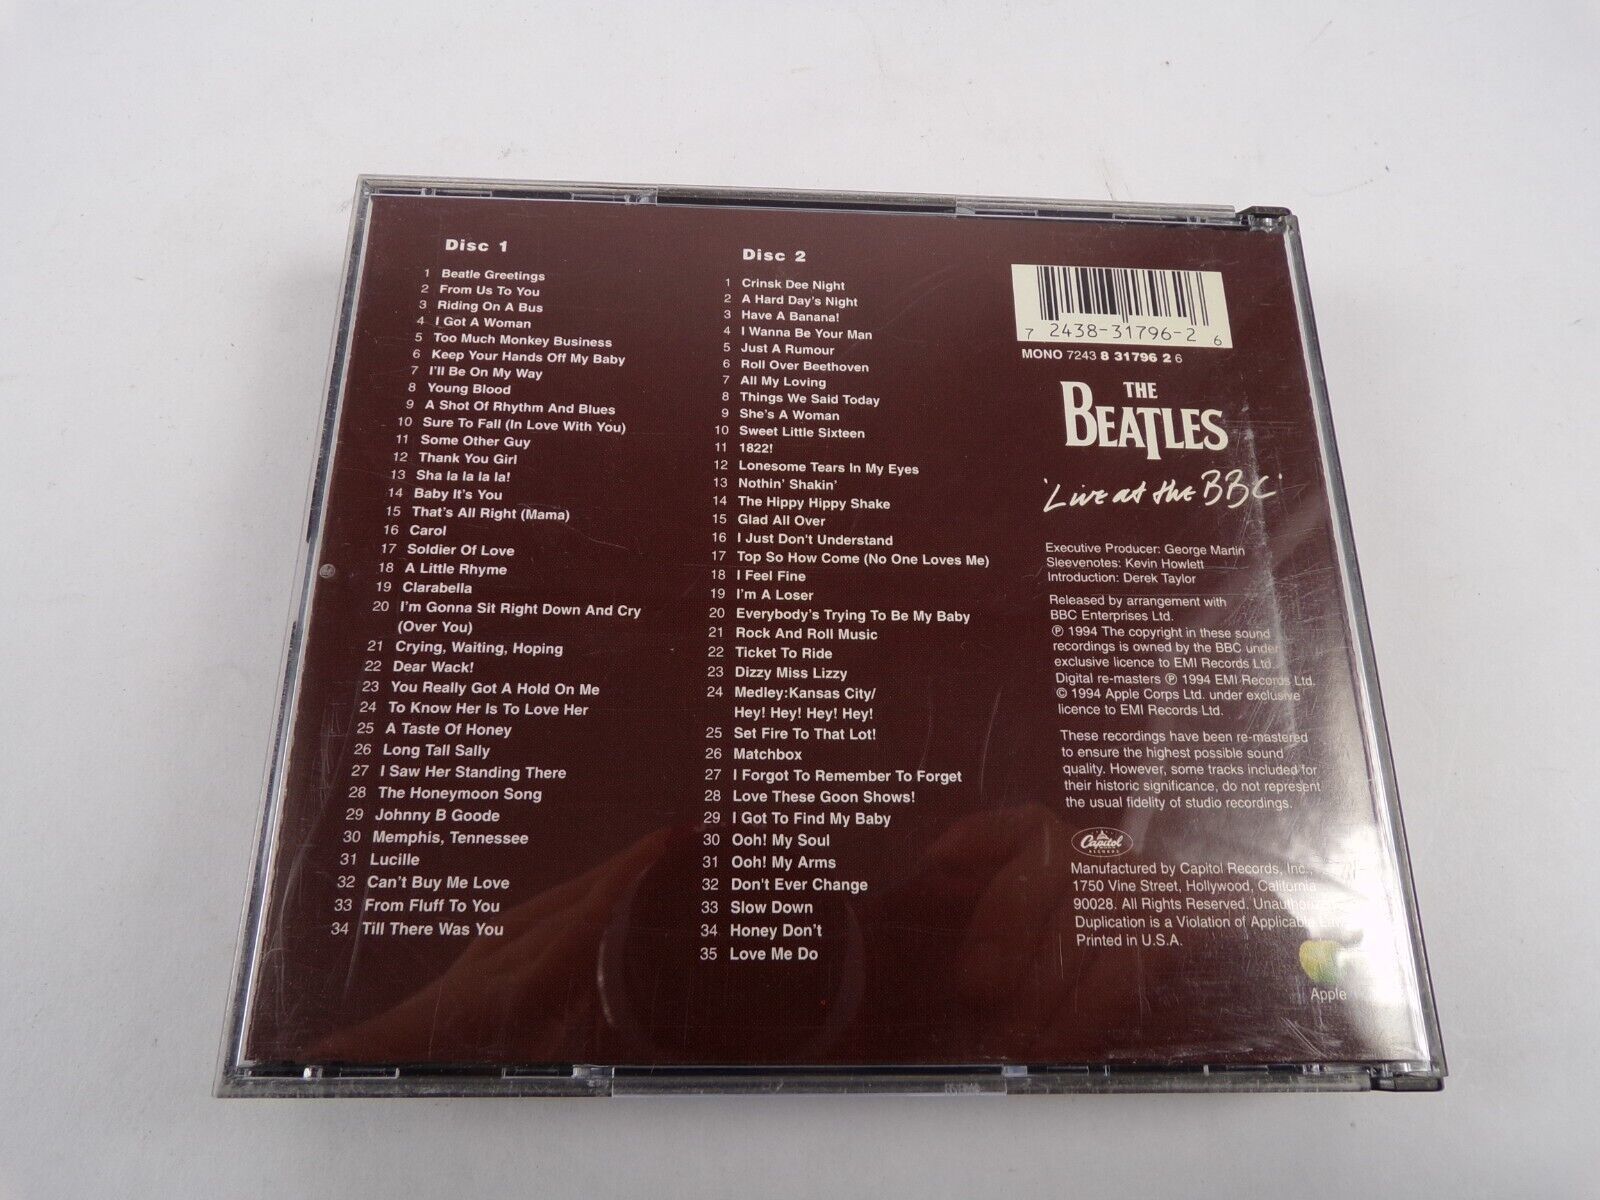 Disc 1
1 Beatle Greetings
2 From Us To You
3 Riding On A Bus
4 I Got A Woman
5 Too Much Monkey Business
6 Keep Your Hands Off My Baby
7 I'll Be On My Way
8 Young Blood
9 A Shot Of Rhythm And Blues
10 Sure To Fall (In Love With You)
11 Some Other Guy
12 Thank You Girl
13 Sha la la la la!
14 Baby It's You
15 That's All Right (Mama)
16 Carol
17 Soldier Of Love
18 A Little Rhyme
19 Clarabella
20 I'm Gonna Sit Right Down And Cry
(Over You)
21 Crying, Waiting, Hoping
22 Dear Wack!
23 You Really Got A Hold On Me
24 To Know Her Is To Love Her
25 A Taste Of Honey
26 Long Tall Sally
27 I Saw Her Standing There
28 The Honeymoon Song
29 Johnny B Goode
30 Memphis, Tennessee
31 Lucille
32 Can't Buy Me Love
33 From Fluff To You
34 Till There Was You
Disc 2
1 Crinsk Dee Night
2 A Hard Day's Night
3 Have A Banana!
4 I Wanna Be Your Man
5 Just A Rumour
6 Roll Over Beethoven
7 All My Loving
8 Things We Said Today
9 She's A Woman
10 Sweet Little Sixteen
11 1822!
12 Lonesome Tears In My Eyes
13 Nothin' Shakin'
14 The Hippy Hippy Shake
15 Glad All Over
16 I Just Don't Understand
17 Top So How Come (No One Loves Me)
18 I Feel Fine
19 I'm A Loser
20 Everybody's Trying To Be My Baby
21 Rock And Roll Music
22 Ticket To Ride
23 Dizzy Miss Lizzy
24 Medley:Kansas City/
Hey! Hey! Hey! Hey!
25 Set Fire To That Lot!
26 Matchbox
27 I Forgot To Remember To Forget
28 Love These Goon Shows!
29 I Got To Find My Baby
30 Ooh! My Soul
31 Ooh! My Arms
32 Don't Ever Change
33 Slow Down
34 Honey Don't
35 Love Me Do
7 2438-31796-2 6
MONO 7243 8 31796 2 6
THE
BEATLES
'Live at the BBC'
Executive Producer: George Martin
Sleevenotes: Kevin Howlett
Introduction: Derek Taylor
Released by arrangement with
BBC Enterprises Ltd.
℗ 1994 The copyright in these sound
recordings is owned by the BBC under
exclusive licence to EMI Records Ltd.
Digital re-masters ℗ 1994 EMI Records Ltd.
© 1994 Apple Corps Ltd. under exclusive
licence to EMI Records Ltd.
These recordings have been re-mastered
to ensure the highest possible sound
quality. However, some tracks included for
their historic significance, do not represent
the usual fidelity of studio recordings.
Capitol
RECORDS
Manufactured by Capitol Records, Inc.,
1750 Vine Street, Hollywood, California
90028. All Rights Reserved. Unauthorized
Duplication is a Violation of Applicable Laws
Printed in U.S.A.
Apple